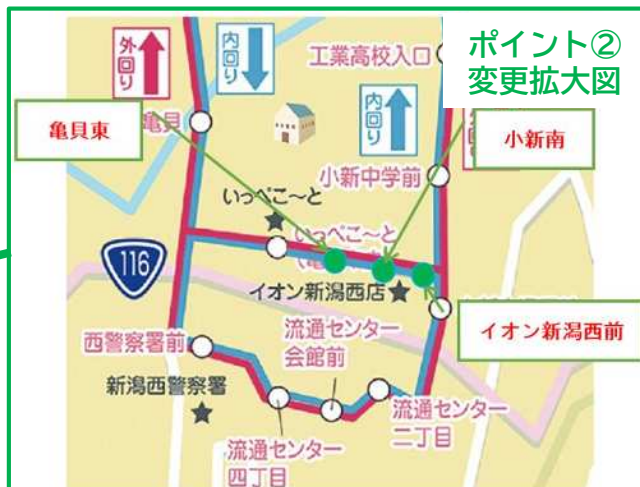 ポイント②
変更拡大図
外回り
内回り
工業高校入口
亀貝東
亀貝
内回り
小新南
小新中学前
いっぺこ～と
いっぺこ～と
116
イオン新潟西店
イオン新潟西前
西警察署前
流通センター
会館前
新潟西警察署
流通センター
二丁目
流通センター
四丁目